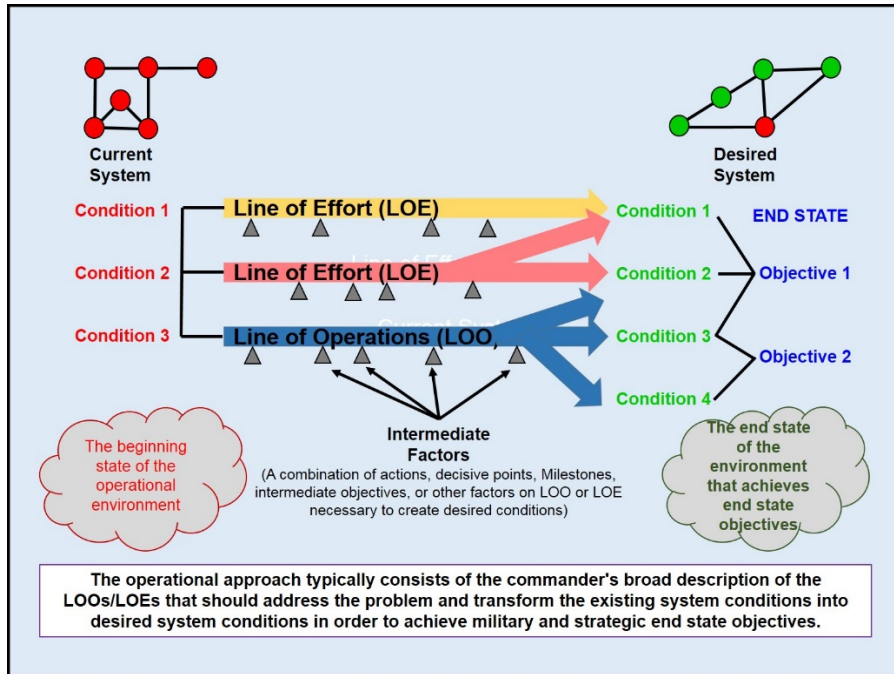 Current
System
Desired
System
Condition 1
Line of Effort (LOE)
Condition 1
END STATE
Condition 2
Line of Effort (LOE)
Condition 2
Objective 1
Condition 3
Line of Operations (LOO)
Condition 3
Objective 2
Condition 4
The beginning
state of the
operational
environment
Intermediate
Factors
(A combination of actions, decisive points, Milestones,
intermediate objectives, or other factors on LOO or LOE
necessary to create desired conditions)
The end state
of the
environment
that achieves
end state
objectives
The operational approach typically consists of the commander's broad description of the
LOOs/LOEs that should address the problem and transform the existing system conditions into
desired system conditions in order to achieve military and strategic end state objectives.